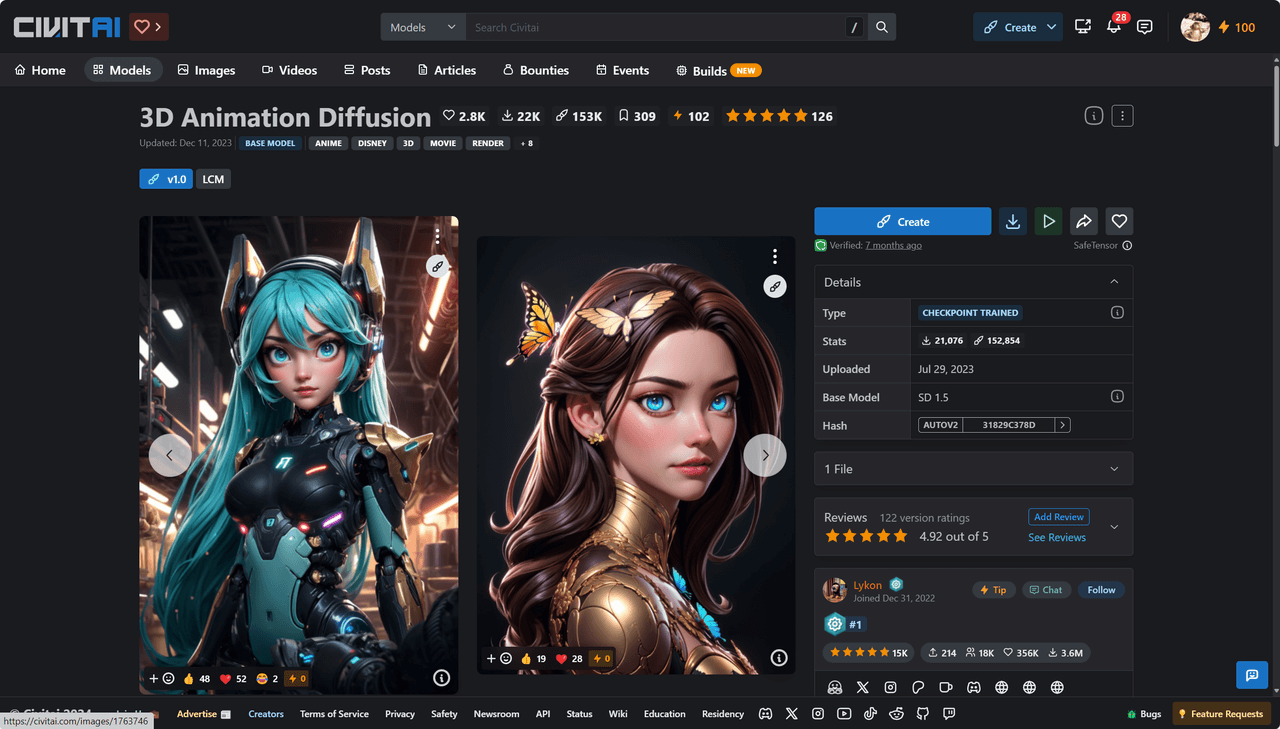 CIVITAI
Models
Search Civitai
/
Create
28
100
Home
Models
Images
Videos
Posts
Articles
Bounties
Events
Builds NEW
3D Animation Diffusion
2.8K
22K
153K
309
102
126
Updated: Dec 11, 2023
BASE MODEL
ANIME
DISNEY
3D
MOVIE
RENDER
+ 8
v1.0
LCM
Create
Verified: 7 months ago
SafeTensor
Details
Type
CHECKPOINT TRAINED
Stats
21,076
152,854
Uploaded
Jul 29, 2023
Base Model
SD 1.5
Hash
AUTOV2
31829C378D
1 File
Reviews
122 version ratings
Add Review
4.92 out of 5
See Reviews
Lykon
Joined Dec 31, 2022
Tip
Chat
Follow
#1
15K
214
18K
356K
3.6M
48
52
2
0
19
28
0
https://civitai.com/images/1763746
Advertise
Creators
Terms of Service
Privacy
Safety
Newsroom
API
Status
Wiki
Education
Residency
Bugs
Feature Requests